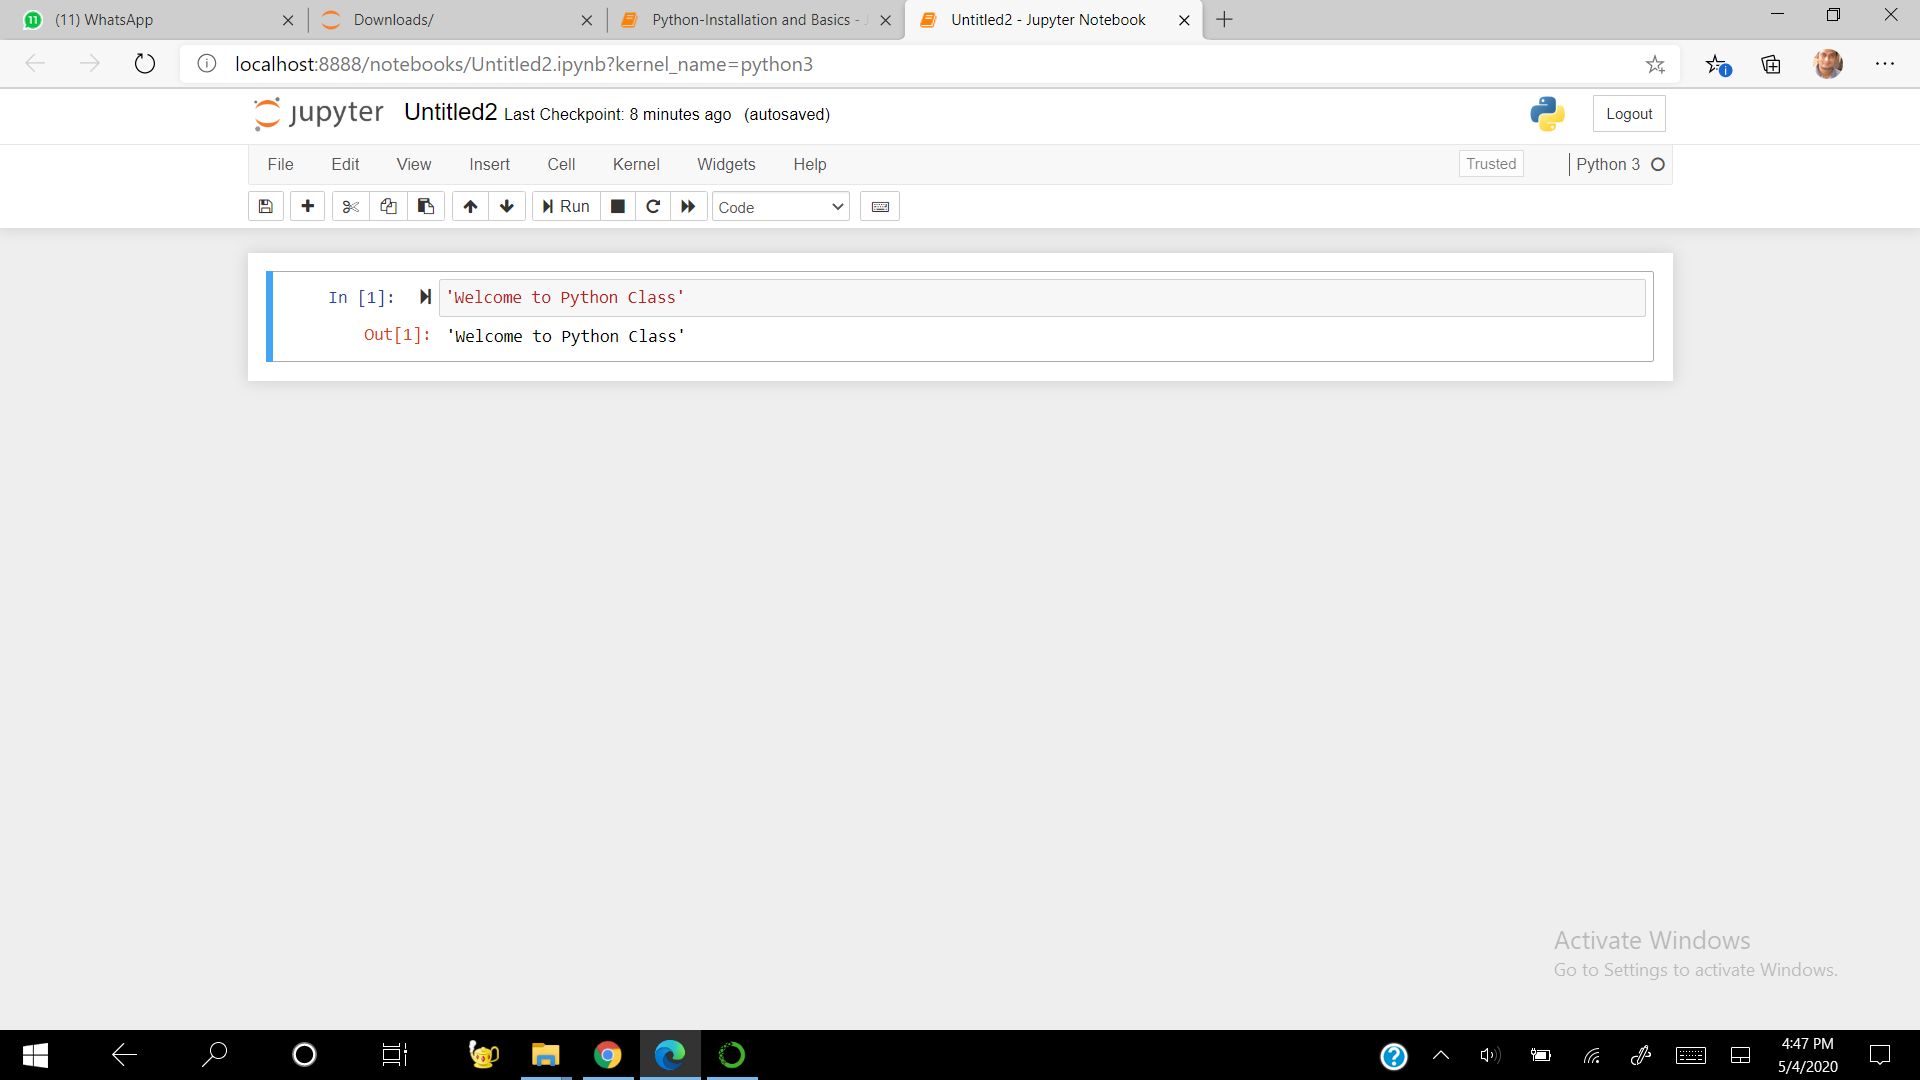 11 (11) WhatsApp
Downloads/
Python-Installation and Basics -
Untitled2 - Jupyter Notebook
localhost:8888/notebooks/Untitled2.ipynb?kernel_name=python3
jupyter Untitled2 Last Checkpoint: 8 minutes ago (autosaved)
Logout
File Edit View Insert Cell Kernel Widgets Help
Trusted
Python 3
Run
Code
In [1]: 'Welcome to Python Class'
Out[1]: 'Welcome to Python Class'
Activate Windows
Go to Settings to activate Windows.
4:47 PM
5/4/2020